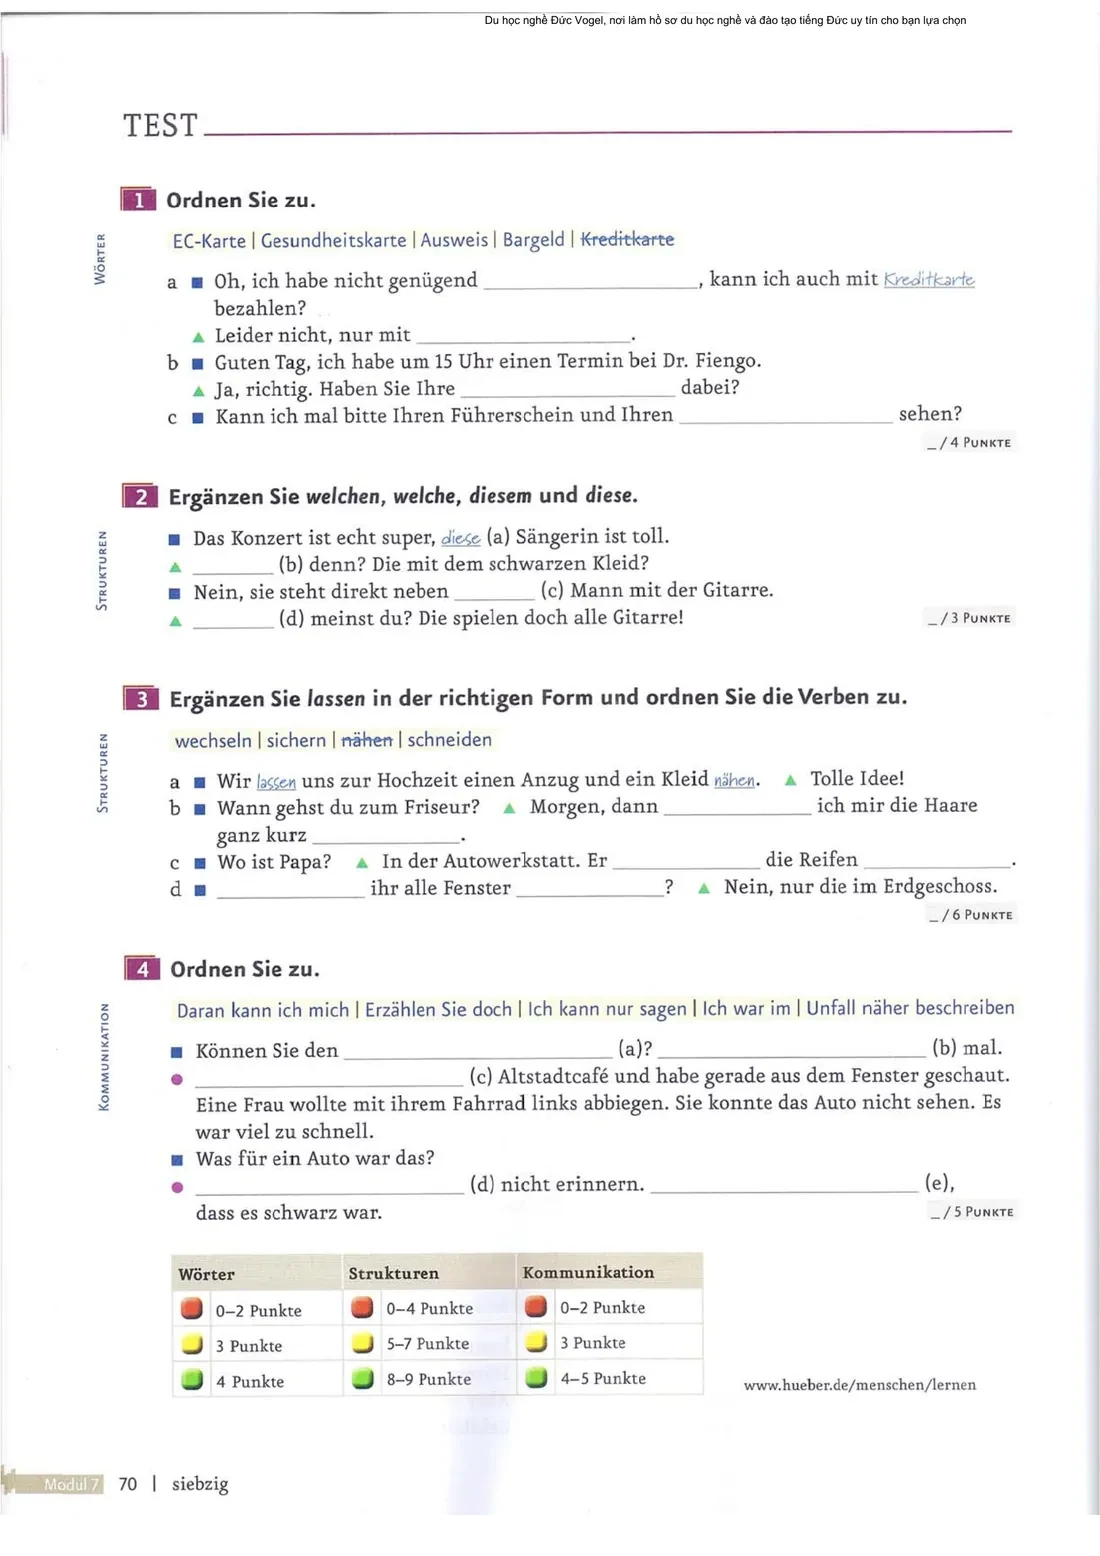 Du học nghề Đức Vogel, nơi làm hồ sơ du học nghề và đào tạo tiếng Đức uy tín cho bạn lựa chọn
TEST
1 Ordnen Sie zu.
WÖRTER
EC-Karte | Gesundheitskarte | Ausweis | Bargeld | Kreditkarte
a ■ Oh, ich habe nicht genügend ____________________, kann ich auch mit Kreditkarte
bezahlen?
▲ Leider nicht, nur mit ____________________.
b ■ Guten Tag, ich habe um 15 Uhr einen Termin bei Dr. Fiengo.
▲ Ja, richtig. Haben Sie Ihre ____________________ dabei?
c ■ Kann ich mal bitte Ihren Führerschein und Ihren ____________________ sehen?
_ / 4 PUNKTE
2 Ergänzen Sie welchen, welche, diesem und diese.
STRUKTUREN
■ Das Konzert ist echt super, diese (a) Sängerin ist toll.
▲ ________ (b) denn? Die mit dem schwarzen Kleid?
■ Nein, sie steht direkt neben ________ (c) Mann mit der Gitarre.
▲ ________ (d) meinst du? Die spielen doch alle Gitarre!
_ / 3 PUNKTE
3 Ergänzen Sie lassen in der richtigen Form und ordnen Sie die Verben zu.
STRUKTUREN
wechseln | sichern | nähen | schneiden
a ■ Wir lassen uns zur Hochzeit einen Anzug und ein Kleid nähen. ▲ Tolle Idee!
b ■ Wann gehst du zum Friseur? ▲ Morgen, dann ______________ ich mir die Haare
ganz kurz ______________.
c ■ Wo ist Papa? ▲ In der Autowerkstatt. Er ______________ die Reifen ______________.
d ■ ______________ ihr alle Fenster ______________? ▲ Nein, nur die im Erdgeschoss.
_ / 6 PUNKTE
4 Ordnen Sie zu.
KOMMUNIKATION
Daran kann ich mich | Erzählen Sie doch | Ich kann nur sagen | Ich war im | Unfall näher beschreiben
■ Können Sie den _________________________ (a)? _________________________ (b) mal.
● _________________________ (c) Altstadtcafé und habe gerade aus dem Fenster geschaut.
Eine Frau wollte mit ihrem Fahrrad links abbiegen. Sie konnte das Auto nicht sehen. Es
war viel zu schnell.
■ Was für ein Auto war das?
● _________________________ (d) nicht erinnern. _________________________ (e),
dass es schwarz war.
_ / 5 PUNKTE
Wörter Strukturen Kommunikation
0–2 Punkte 0–4 Punkte 0–2 Punkte
3 Punkte 5–7 Punkte 3 Punkte
4 Punkte 8–9 Punkte 4–5 Punkte
www.hueber.de/menschen/lernen
Modul 7 70 | siebzig